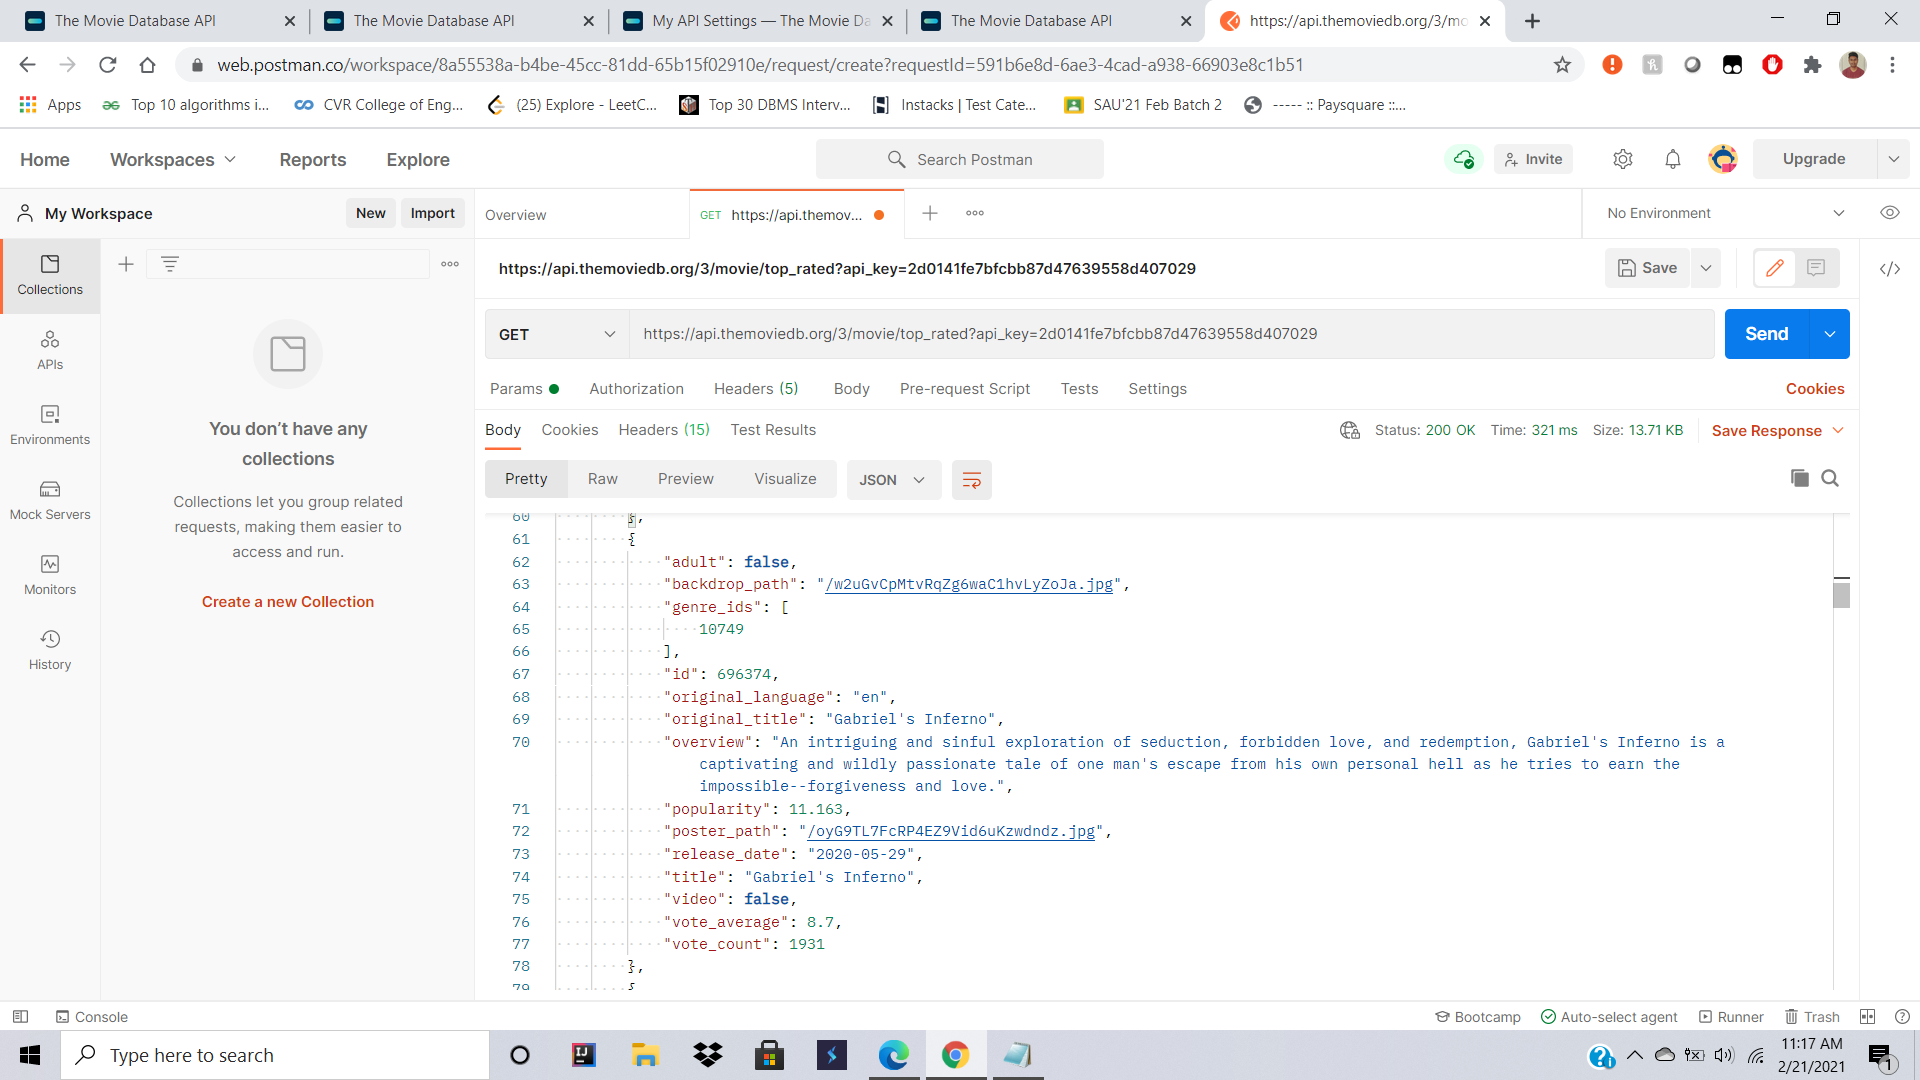 The Movie Database API
The Movie Database API
My API Settings — The Movie Da
The Movie Database API
https://api.themoviedb.org/3/mo
web.postman.co/workspace/8a55538a-b4be-45cc-81dd-65b15f02910e/request/create?requestId=591b6e8d-6ae3-4cad-a938-66903e8c1b51
Apps
Top 10 algorithms i...
CVR College of Eng...
(25) Explore - LeetC...
Top 30 DBMS Interv...
Instacks | Test Cate...
SAU'21 Feb Batch 2
----- :: Paysquare ::...
Home
Workspaces
Reports
Explore
Search Postman
Invite
Upgrade
My Workspace
New
Import
Overview
GET https://api.themov...
No Environment
Collections
APIs
Environments
Mock Servers
Monitors
History
You don't have any
collections
Collections let you group related
requests, making them easier to
access and run.
Create a new Collection
https://api.themoviedb.org/3/movie/top_rated?api_key=2d0141fe7bfcbb87d47639558d407029
Save
GET
https://api.themoviedb.org/3/movie/top_rated?api_key=2d0141fe7bfcbb87d47639558d407029
Send
Params
Authorization
Headers (5)
Body
Pre-request Script
Tests
Settings
Cookies
Body
Cookies
Headers (15)
Test Results
Status: 200 OK
Time: 321 ms
Size: 13.71 KB
Save Response
Pretty
Raw
Preview
Visualize
JSON
60 },
61 {
62 "adult": false,
63 "backdrop_path": "/w2uGvCpMtvRqZg6waC1hvLyZoJa.jpg",
64 "genre_ids": [
65 10749
66 ],
67 "id": 696374,
68 "original_language": "en",
69 "original_title": "Gabriel's Inferno",
70 "overview": "An intriguing and sinful exploration of seduction, forbidden love, and redemption, Gabriel's Inferno is a
captivating and wildly passionate tale of one man's escape from his own personal hell as he tries to earn the
impossible--forgiveness and love.",
71 "popularity": 11.163,
72 "poster_path": "/oyG9TL7FcRP4EZ9Vid6uKzwdndz.jpg",
73 "release_date": "2020-05-29",
74 "title": "Gabriel's Inferno",
75 "video": false,
76 "vote_average": 8.7,
77 "vote_count": 1931
78 },
79 {
Console
Bootcamp
Auto-select agent
Runner
Trash
Type here to search
11:17 AM
2/21/2021
1